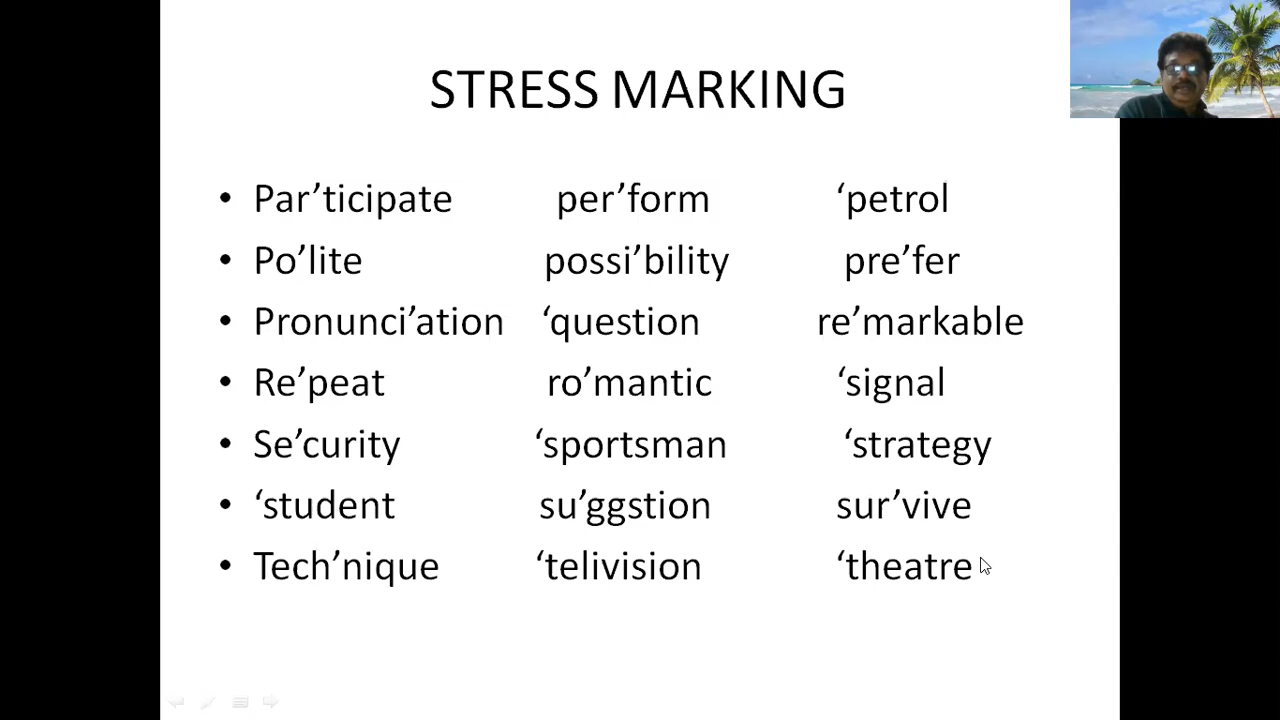 STRESS MARKING
• Par’ticipate per’form ‘petrol
• Po’lite possi’bility pre’fer
• Pronunci’ation ‘question re’markable
• Re’peat ro’mantic ‘signal
• Se’curity ‘sportsman ‘strategy
• ‘student su’ggstion sur’vive
• Tech’nique ‘telivision ‘theatre